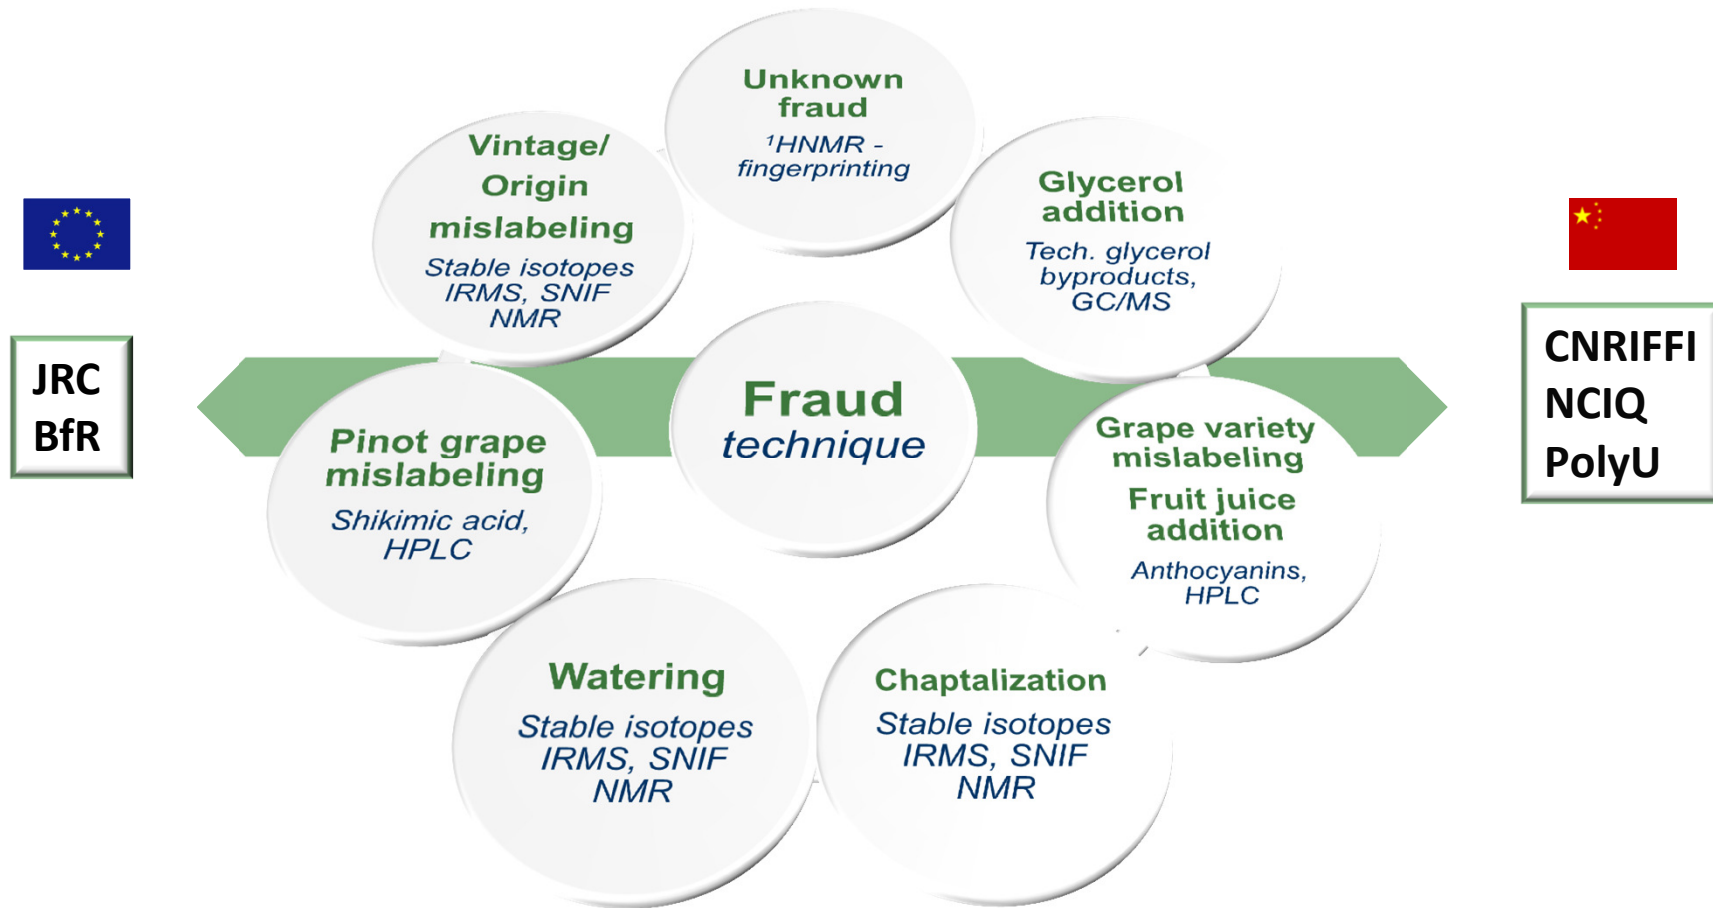 Unknown
fraud
¹HNMR -
fingerprinting
Vintage/
Origin
mislabeling
Stable isotopes
IRMS, SNIF
NMR
Glycerol
addition
Tech. glycerol
byproducts,
GC/MS
JRC
BfR
Fraud
technique
CNRIFFI
NCIQ
PolyU
Pinot grape
mislabeling
Shikimic acid,
HPLC
Grape variety
mislabeling
Fruit juice
addition
Anthocyanins,
HPLC
Watering
Stable isotopes
IRMS, SNIF
NMR
Chaptalization
Stable isotopes
IRMS, SNIF
NMR